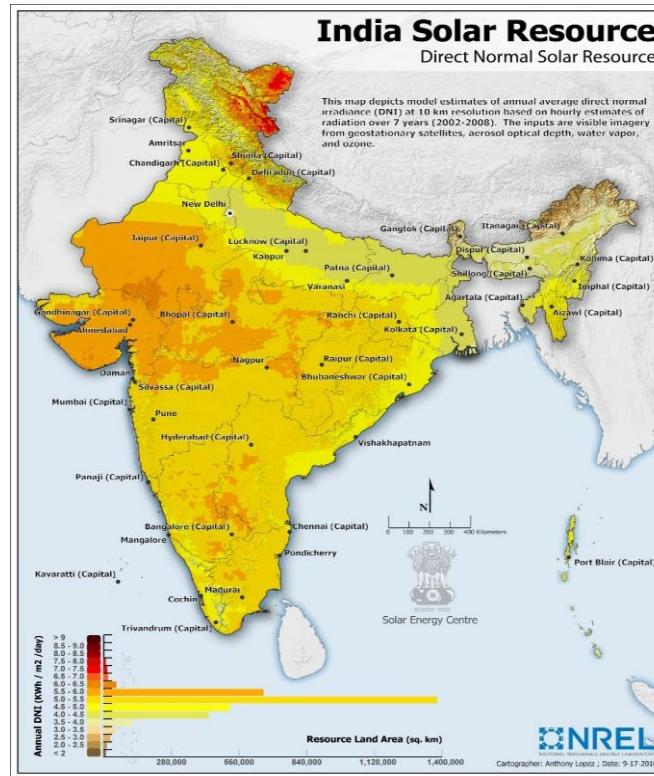 India Solar Resource
Direct Normal Solar Resource
This map depicts model estimates of annual average direct normal
irradiance (DNI) at 10 km resolution based on hourly estimates of
radiation over 7 years (2002-2008). The inputs are visible imagery
from geostationary satellites, aerosol optical depth, water vapor,
and ozone.
Srinagar (Capital)
Amritsar
Shimla (Capital)
Chandigarh (Capital)
Dehradun (Capital)
New Delhi
Gangtok (Capital)
Itanagar (Capital)
Jaipur (Capital)
Lucknow (Capital)
Kanpur
Dispur (Capital)
Kohima (Capital)
Patna (Capital)
Shillong (Capital)
Varanasi
Imphal (Capital)
Agartala (Capital)
Gandhinagar (Capital)
Bhopal (Capital)
Ranchi (Capital)
Aizawl (Capital)
Ahmedabad
Kolkata (Capital)
Nagpur
Raipur (Capital)
Daman
Silvassa (Capital)
Bhubaneshwar (Capital)
Mumbai (Capital)
Pune
Hyderabad (Capital)
Vishakhapatnam
Panaji (Capital)
N
0 100 200 300 400 Kilometers
Bangalore (Capital)
Chennai (Capital)
Mangalore
Pondicherry
Port Blair (Capital)
Kavaratti (Capital)
Madurai
Cochin
Solar Energy Centre
Trivandrum (Capital)
Annual DNI (KWh / m2 /day)
> 9
8.5 - 9.0
8.0 - 8.5
7.5 - 8.0
7.0 - 7.5
6.5 - 7.0
6.0 - 6.5
5.5 - 6.0
5.0 - 5.5
4.5 - 5.0
4.0 - 4.5
3.5 - 4.0
3.0 - 3.5
2.5 - 3.0
2.0 - 2.5
< 2
Resource Land Area (sq. km)
280,000 560,000 840,000 1,120,000 1,400,000
NREL
NATIONAL RENEWABLE ENERGY LABORATORY
Cartographer: Anthony Lopez ; Date: 9-17-201